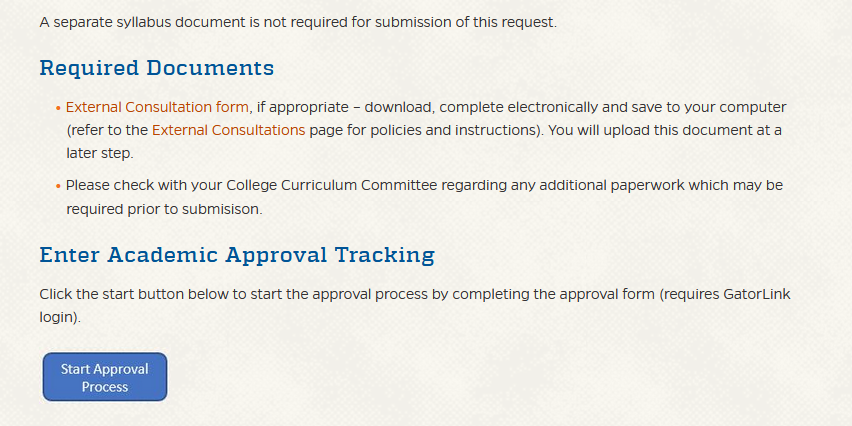 A separate syllabus document is not required for submission of this request.
Required Documents
• External Consultation form, if appropriate – download, complete electronically and save to your computer
(refer to the External Consultations page for policies and instructions). You will upload this document at a
later step.
• Please check with your College Curriculum Committee regarding any additional paperwork which may be
required prior to submisison.
Enter Academic Approval Tracking
Click the start button below to start the approval process by completing the approval form (requires GatorLink
login).
Start Approval
Process